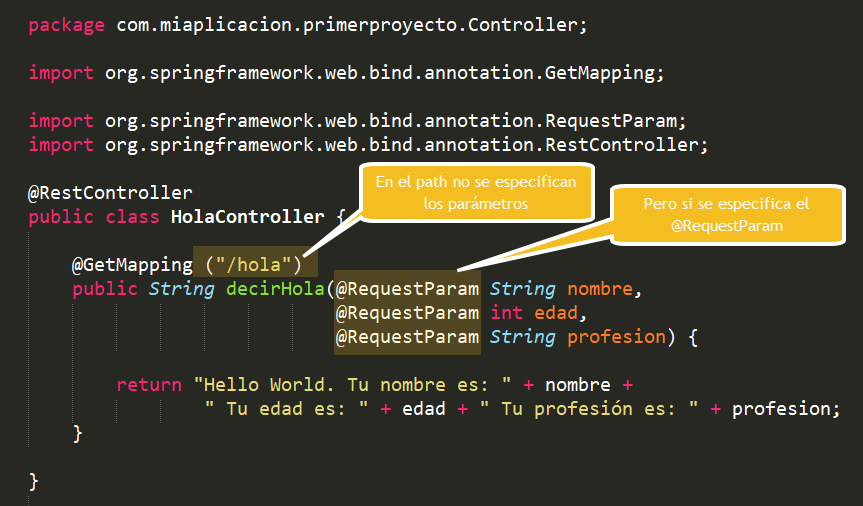 package com.miaplicacion.primerproyecto.Controller;
import org.springframework.web.bind.annotation.GetMapping;
import org.springframework.web.bind.annotation.RequestParam;
import org.springframework.web.bind.annotation.RestController;
@RestController
public class HolaController {
En el path no se especifican
los parámetros
Pero si se especifica el
@RequestParam
@GetMapping ("/hola")
public String decirHola(@RequestParam String nombre,
@RequestParam int edad,
@RequestParam String profesion) {
return "Hello World. Tu nombre es: " + nombre +
" Tu edad es: " + edad + " Tu profesión es: " + profesion;
}
}